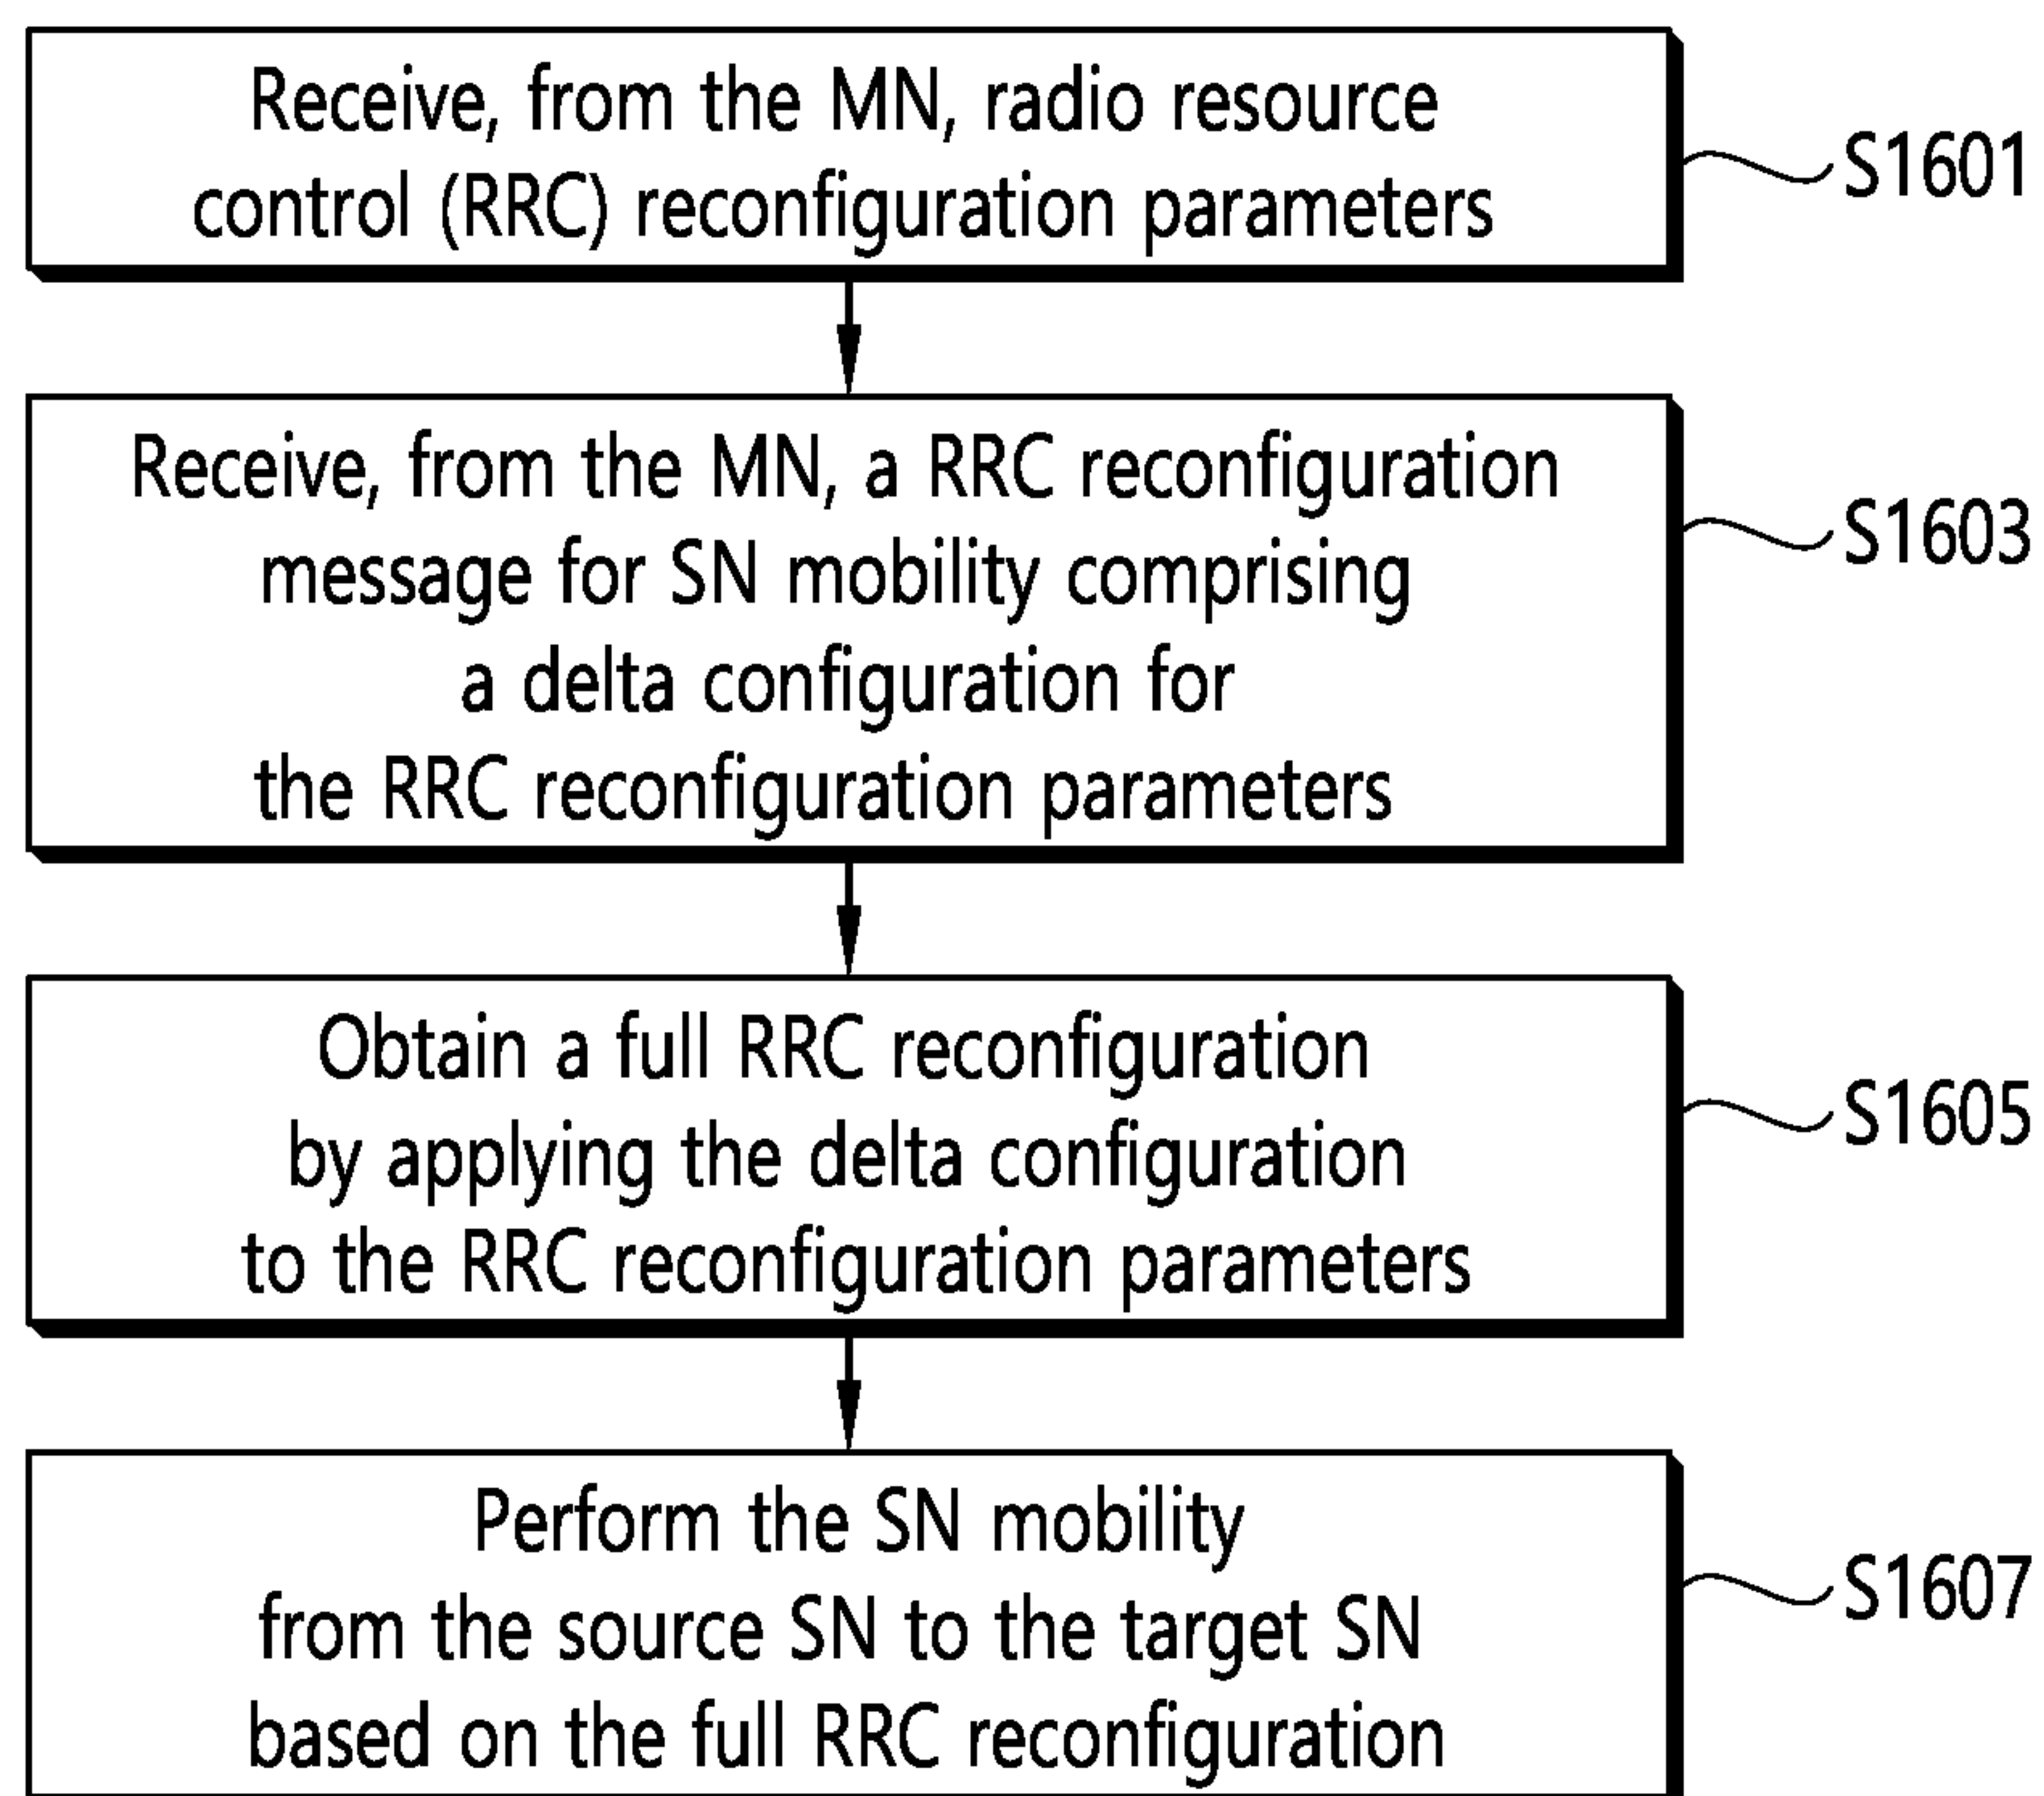 Receive, from the MN, radio resource
control (RRC) reconfiguration parameters
S1601
Receive, from the MN, a RRC reconfiguration
message for SN mobility comprising
a delta configuration for
the RRC reconfiguration parameters
S1603
Obtain a full RRC reconfiguration
by applying the delta configuration
to the RRC reconfiguration parameters
S1605
Perform the SN mobility
from the source SN to the target SN
based on the full RRC reconfiguration
S1607